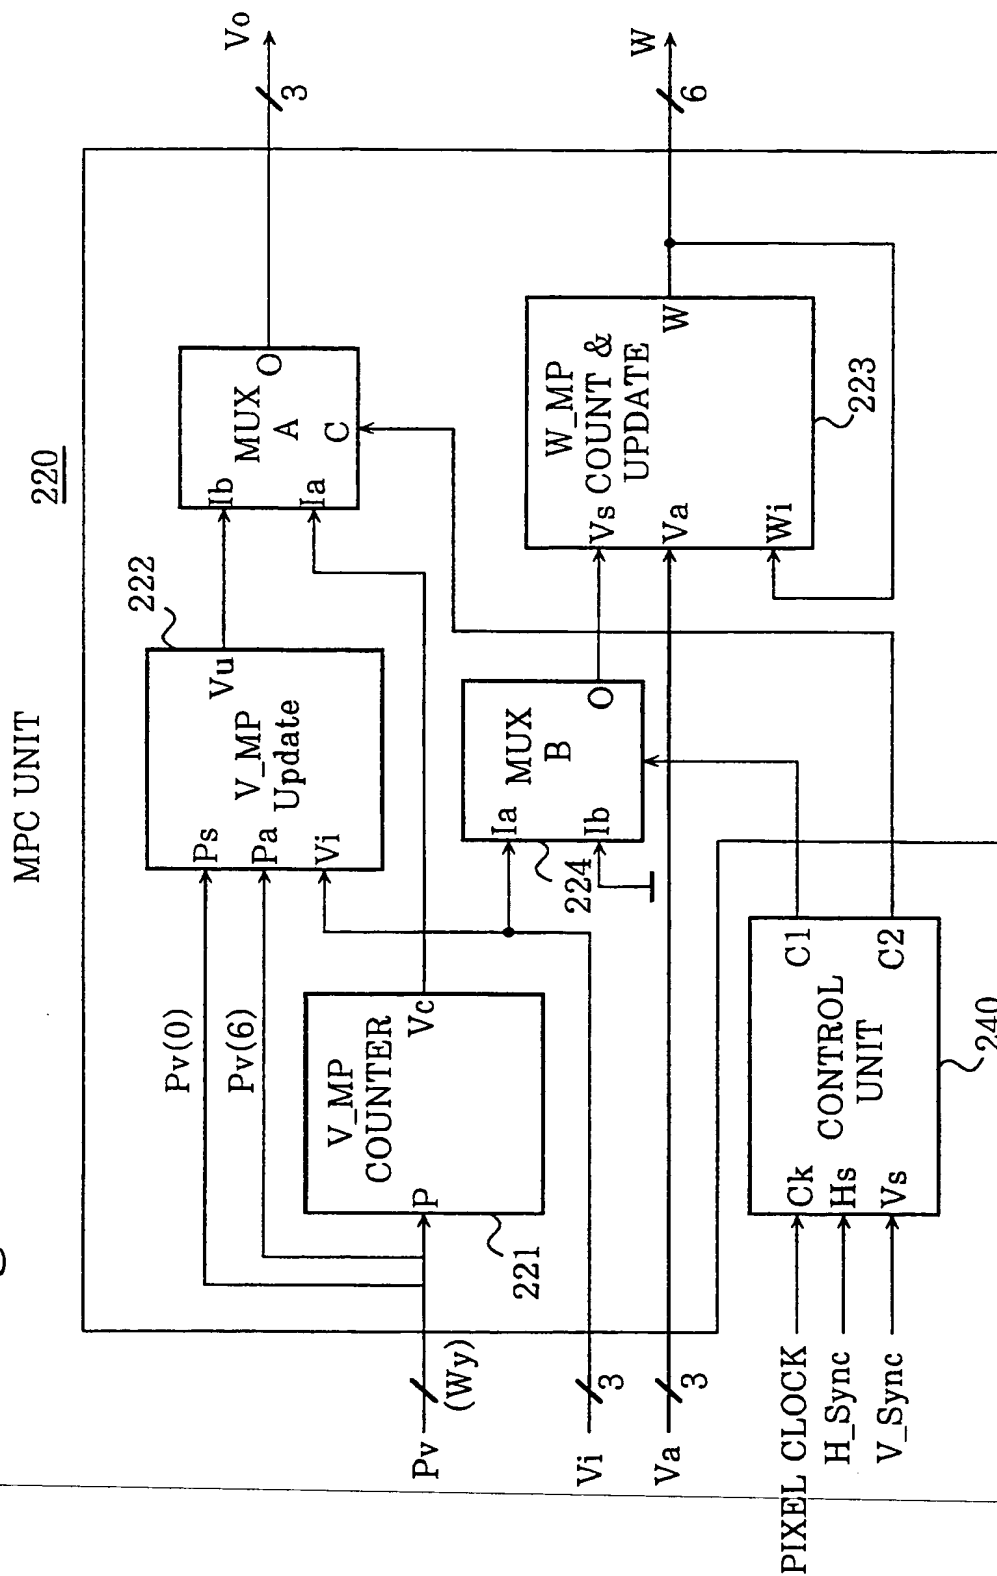 MPC UNIT
220
Pv
(Wy)
Pv(0)
Pv(6)
P
V_MP
COUNTER
Vc
221
Ps
Pa
Vi
V_MP
Update
Vu
222
Ib
Ia
MUX
A
C
O
Vo
3
Vi
3
Va
3
Ia
Ib
MUX
B
O
224
Vs
Va
Wi
W_MP
COUNT &
UPDATE
W
223
W
6
PIXEL CLOCK
H_Sync
V_Sync
Ck
Hs
Vs
CONTROL
UNIT
C1
C2
240